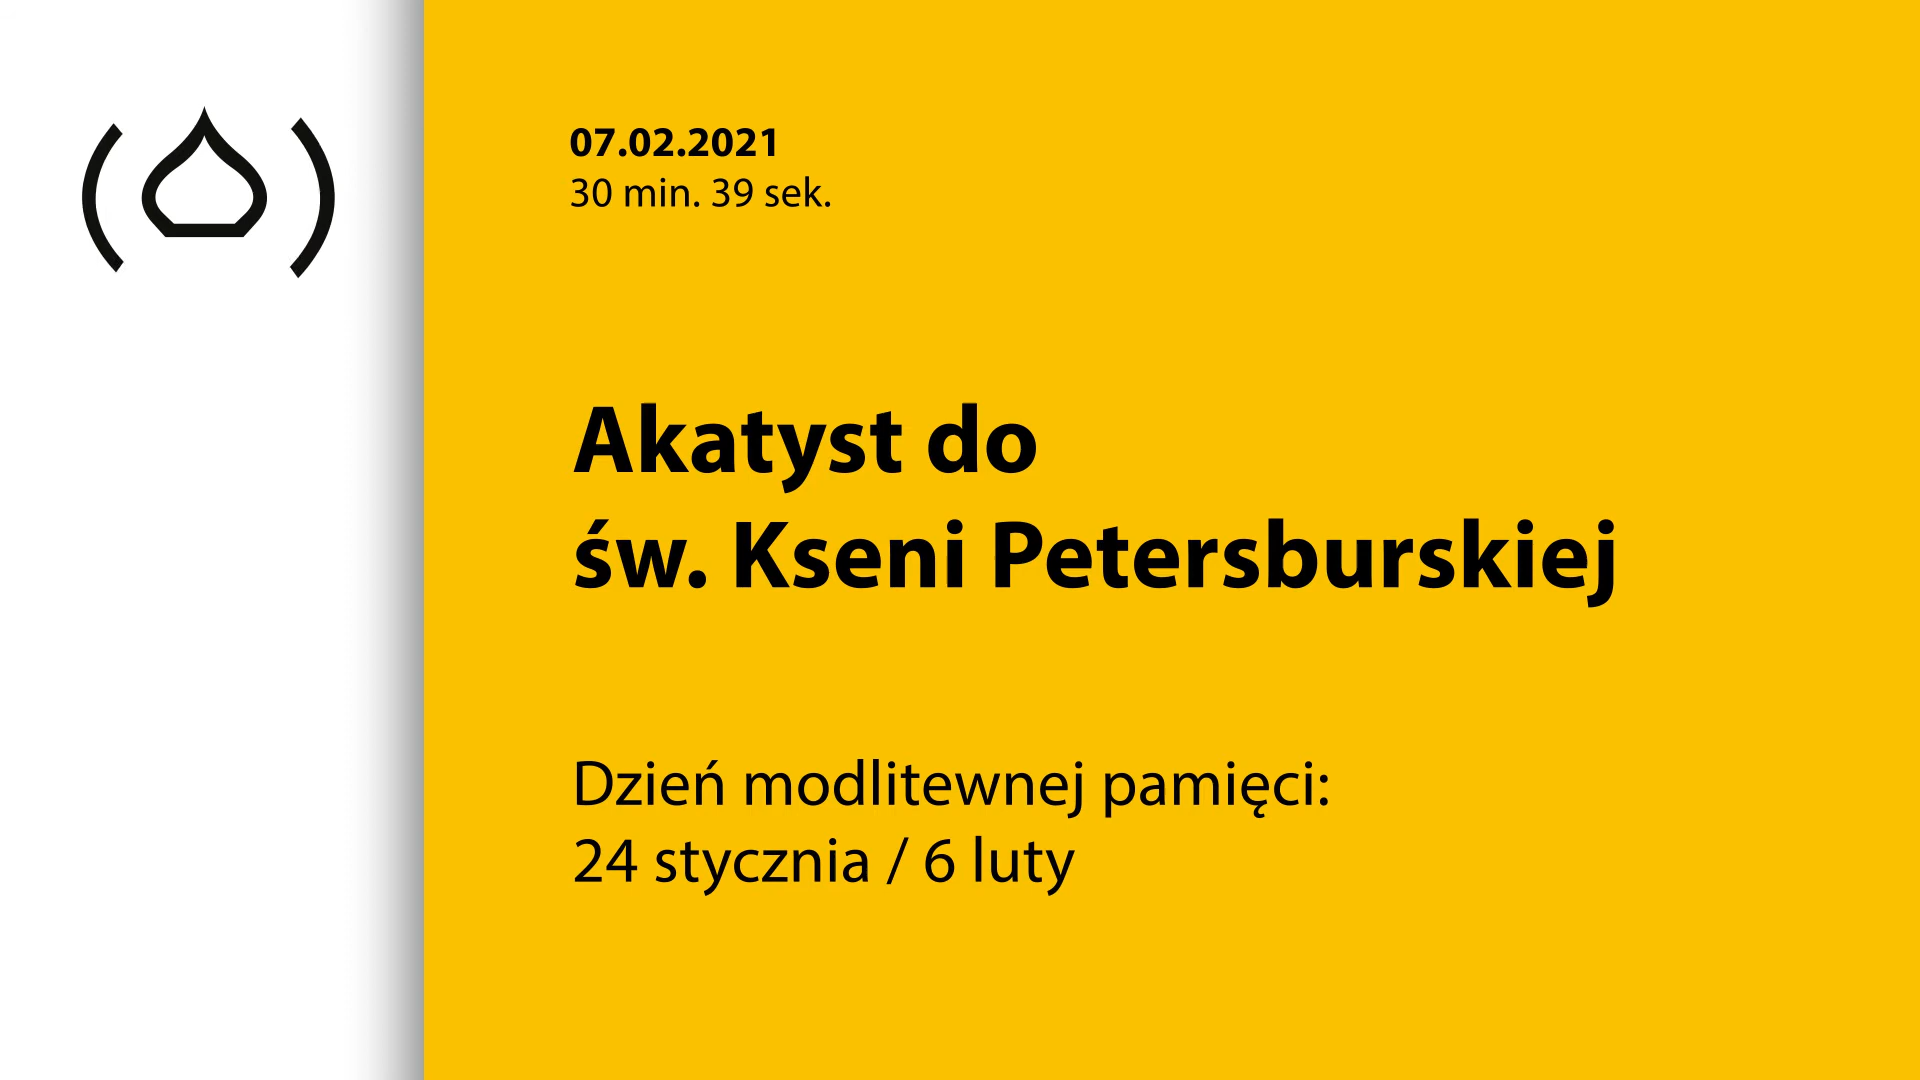 07.02.2021
30 min. 39 sek.
Akatyst do
św. Kseni Petersburskiej
Dzień modlitewnej pamięci:
24 stycznia / 6 luty